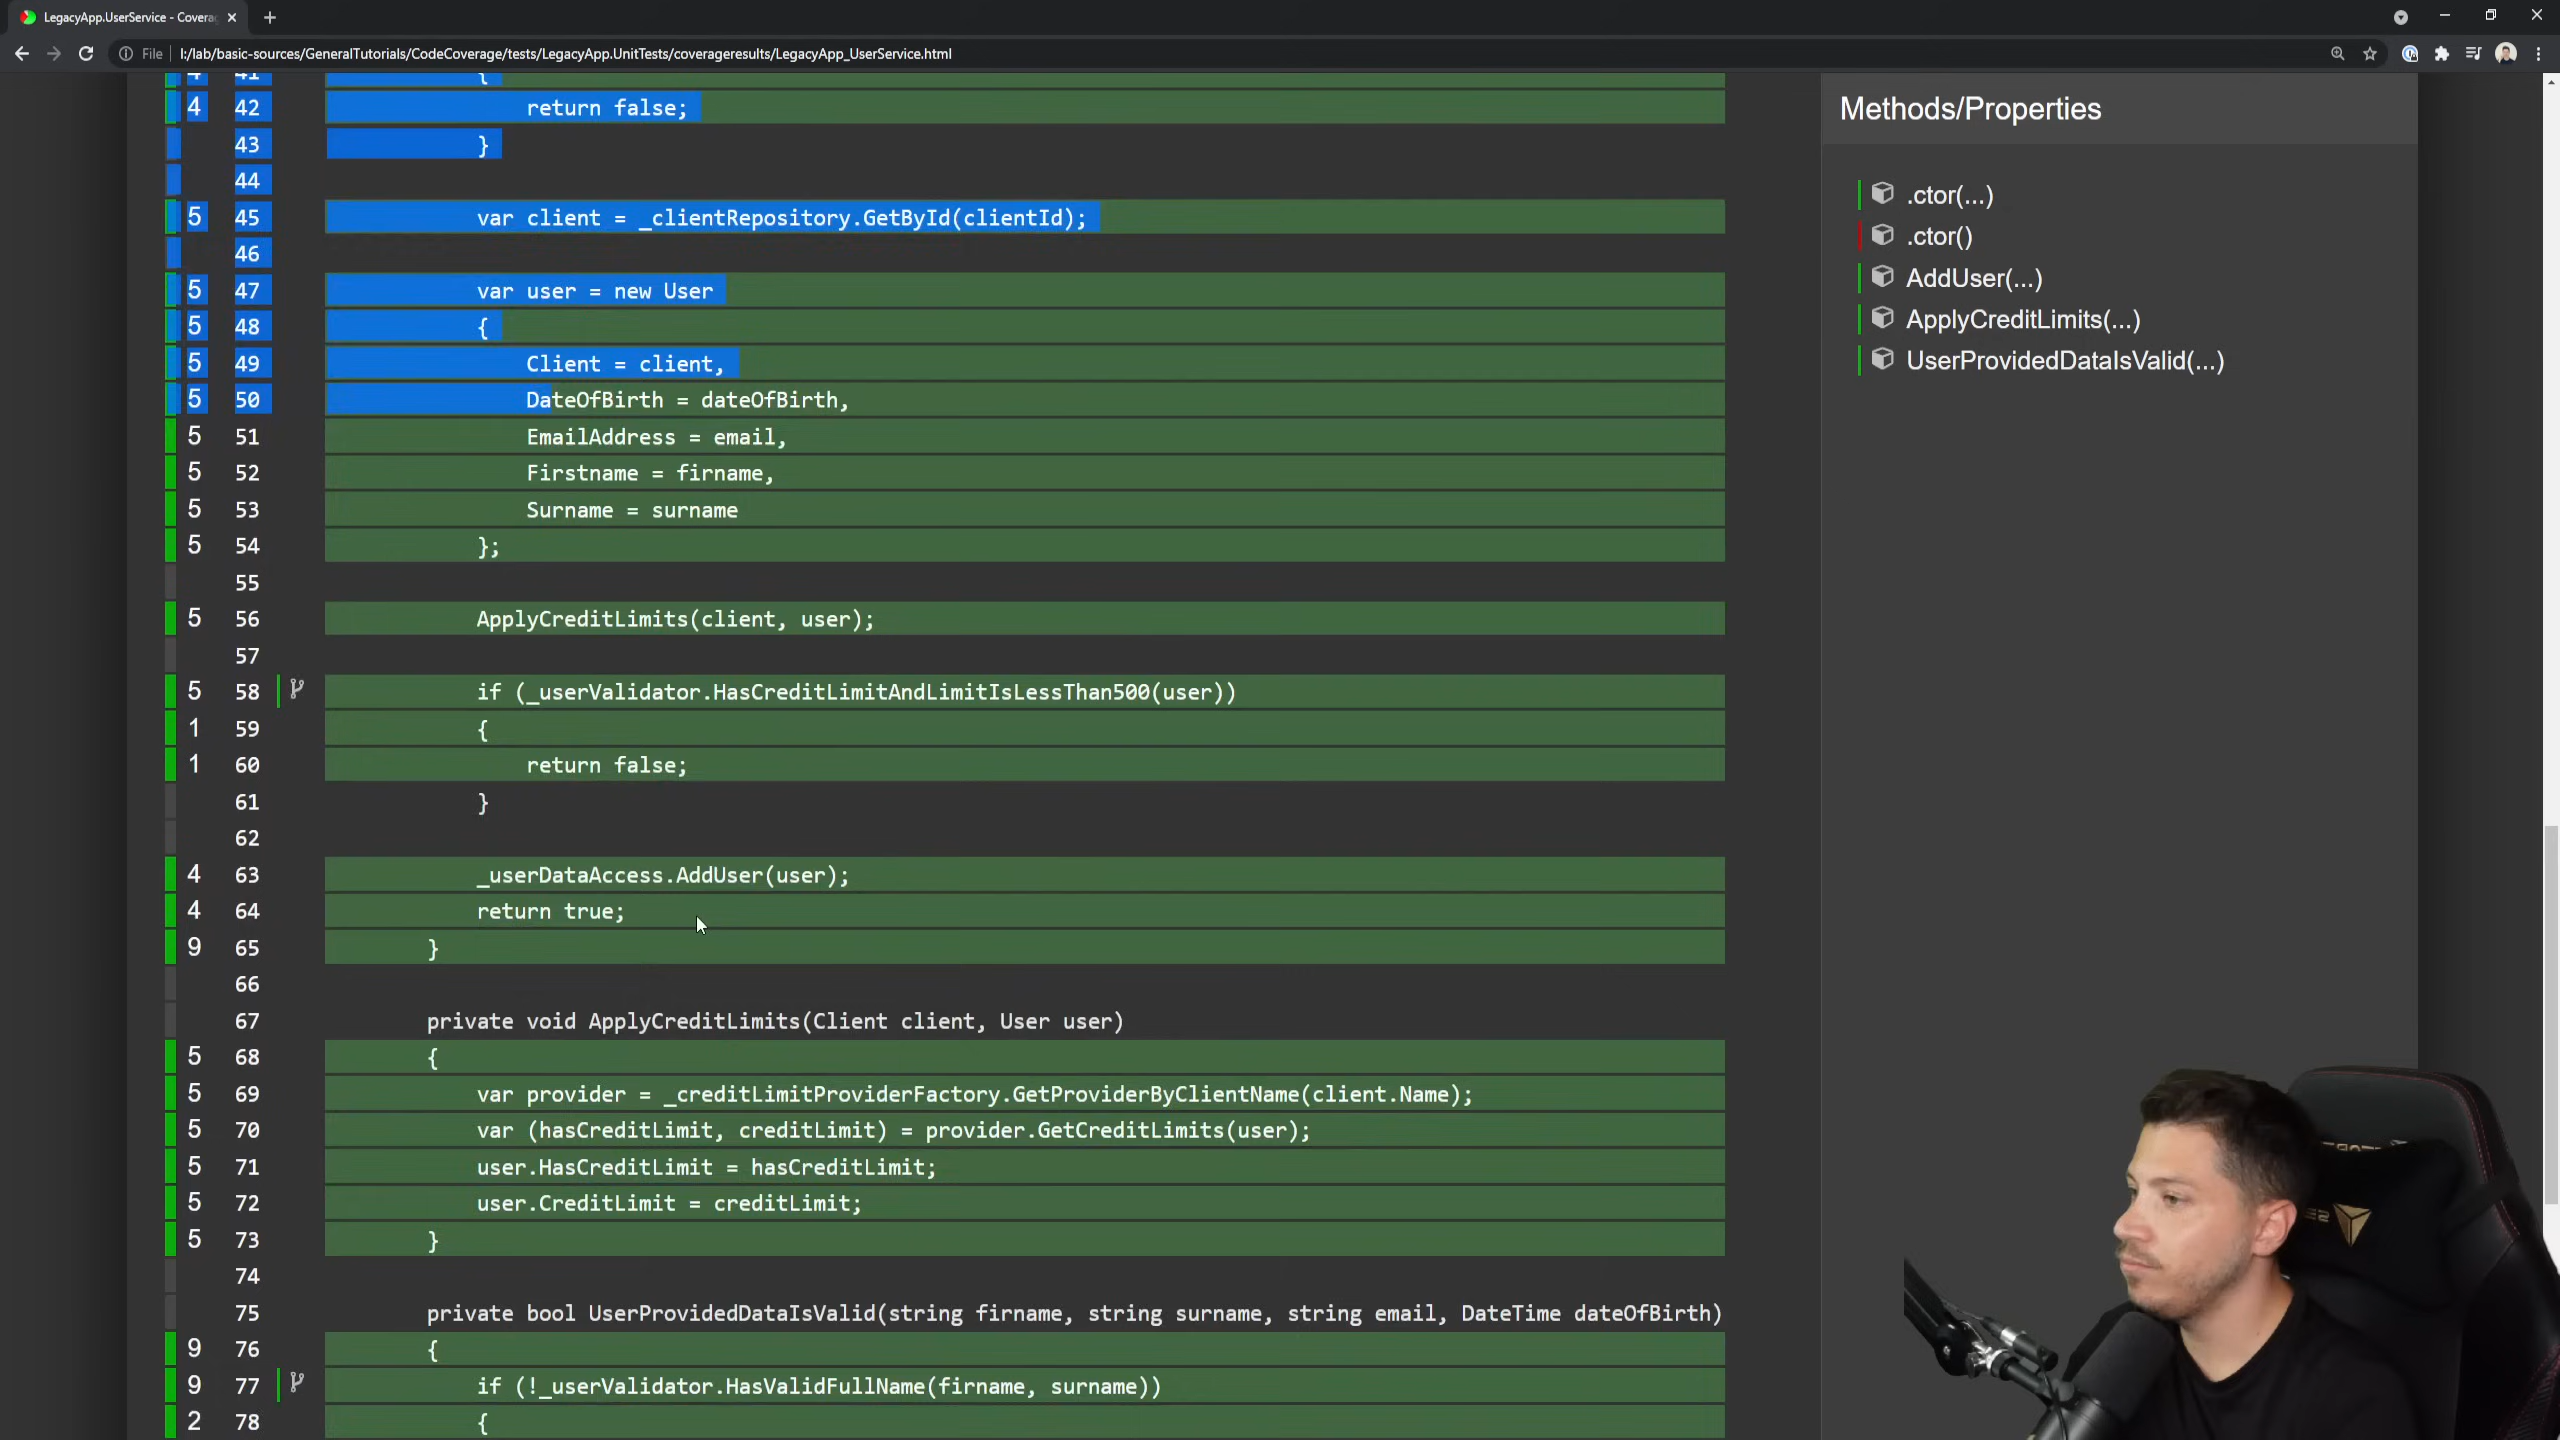 LegacyApp.UserService - Covera
File l:/lab/basic-sources/GeneralTutorials/CodeCoverage/tests/LegacyApp.UnitTests/coverageresults/LegacyApp_UserService.html
4 41 {
4 42 return false;
43 }
44
5 45 var client = _clientRepository.GetById(clientId);
46
5 47 var user = new User
5 48 {
5 49 Client = client,
5 50 DateOfBirth = dateOfBirth,
5 51 EmailAddress = email,
5 52 Firstname = firname,
5 53 Surname = surname
5 54 };
55
5 56 ApplyCreditLimits(client, user);
57
5 58 if (_userValidator.HasCreditLimitAndLimitIsLessThan500(user))
1 59 {
1 60 return false;
61 }
62
4 63 _userDataAccess.AddUser(user);
4 64 return true;
9 65 }
66
67 private void ApplyCreditLimits(Client client, User user)
5 68 {
5 69 var provider = _creditLimitProviderFactory.GetProviderByClientName(client.Name);
5 70 var (hasCreditLimit, creditLimit) = provider.GetCreditLimits(user);
5 71 user.HasCreditLimit = hasCreditLimit;
5 72 user.CreditLimit = creditLimit;
5 73 }
74
75 private bool UserProvidedDataIsValid(string firname, string surname, string email, DateTime dateOfBirth)
9 76 {
9 77 if (!_userValidator.HasValidFullName(firname, surname))
2 78 {
Methods/Properties
.ctor(...)
.ctor()
AddUser(...)
ApplyCreditLimits(...)
UserProvidedDataIsValid(...)